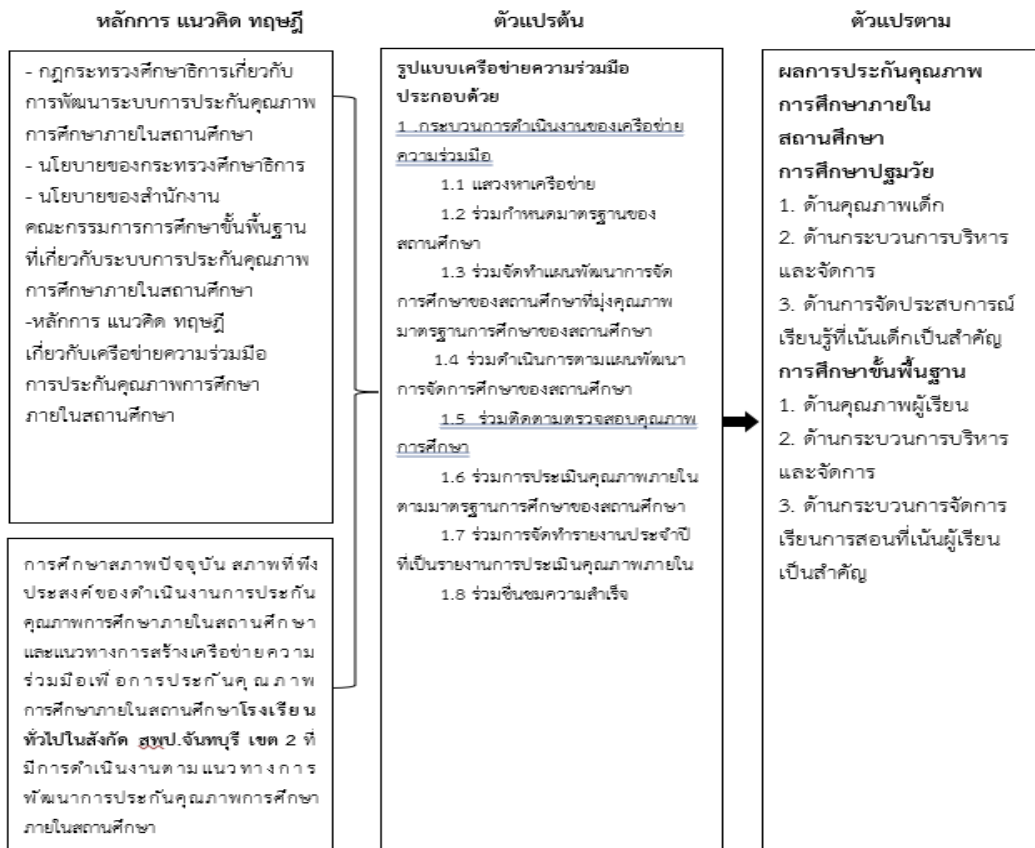 หลักการ แนวคิด ทฤษฎี
- กฎกระทรวงศึกษาธิการเกี่ยวกับ
การพัฒนาระบบการประกันคุณภาพ
การศึกษาภายในสถานศึกษา
- นโยบายของกระทรวงศึกษาธิการ
- นโยบายของสำนักงาน
คณะกรรมการการศึกษาขั้นพื้นฐาน
ที่เกี่ยวกับระบบการประกันคุณภาพ
การศึกษาภายในสถานศึกษา
-หลักการ แนวคิด ทฤษฎี
เกี่ยวกับเครือข่ายความร่วมมือ
การประกันคุณภาพการศึกษา
ภายในสถานศึกษา
การศึกษาสภาพปัจจุบัน สภาพที่พึง
ประสงค์ของดำเนินงานการประกัน
คุณภาพการศึกษาภายในสถานศึกษา
และแนวทางการสร้างเครือข่ายความ
ร่วมมือเพื่อการประกันคุณภาพ
การศึกษาภายในสถานศึกษาโรงเรียน
ทั่วไปในสังกัด สพป.จันทบุรี เขต 2 ที่
มีการดำเนินงานตามแนวทางการ
พัฒนาการประกันคุณภาพการศึกษา
ภายในสถานศึกษา
ตัวแปรต้น
รูปแบบเครือข่ายความร่วมมือ
ประกอบด้วย
1 .กระบวนการดำเนินงานของเครือข่าย
ความร่วมมือ
1.1 แสวงหาเครือข่าย
1.2 ร่วมกำหนดมาตรฐานของ
สถานศึกษา
1.3 ร่วมจัดทำแผนพัฒนาการจัด
การศึกษาของสถานศึกษาที่มุ่งคุณภาพ
มาตรฐานการศึกษาของสถานศึกษา
1.4 ร่วมดำเนินการตามแผนพัฒนา
การจัดการศึกษาของสถานศึกษา
1.5 ร่วมติดตามตรวจสอบคุณภาพ
การศึกษา
1.6 ร่วมการประเมินคุณภาพภายใน
ตามมาตรฐานการศึกษาของสถานศึกษา
1.7 ร่วมการจัดทำรายงานประจำปี
ที่เป็นรายงานการประเมินคุณภาพภายใน
1.8 ร่วมชื่นชมความสำเร็จ
ตัวแปรตาม
ผลการประกันคุณภาพ
การศึกษาภายใน
สถานศึกษา
การศึกษาปฐมวัย
1. ด้านคุณภาพเด็ก
2. ด้านกระบวนการบริหาร
และจัดการ
3. ด้านการจัดประสบการณ์
เรียนรู้ที่เน้นเด็กเป็นสำคัญ
การศึกษาขั้นพื้นฐาน
1. ด้านคุณภาพผู้เรียน
2. ด้านกระบวนการบริหาร
และจัดการ
3. ด้านกระบวนการจัดการ
เรียนการสอนที่เน้นผู้เรียน
เป็นสำคัญ